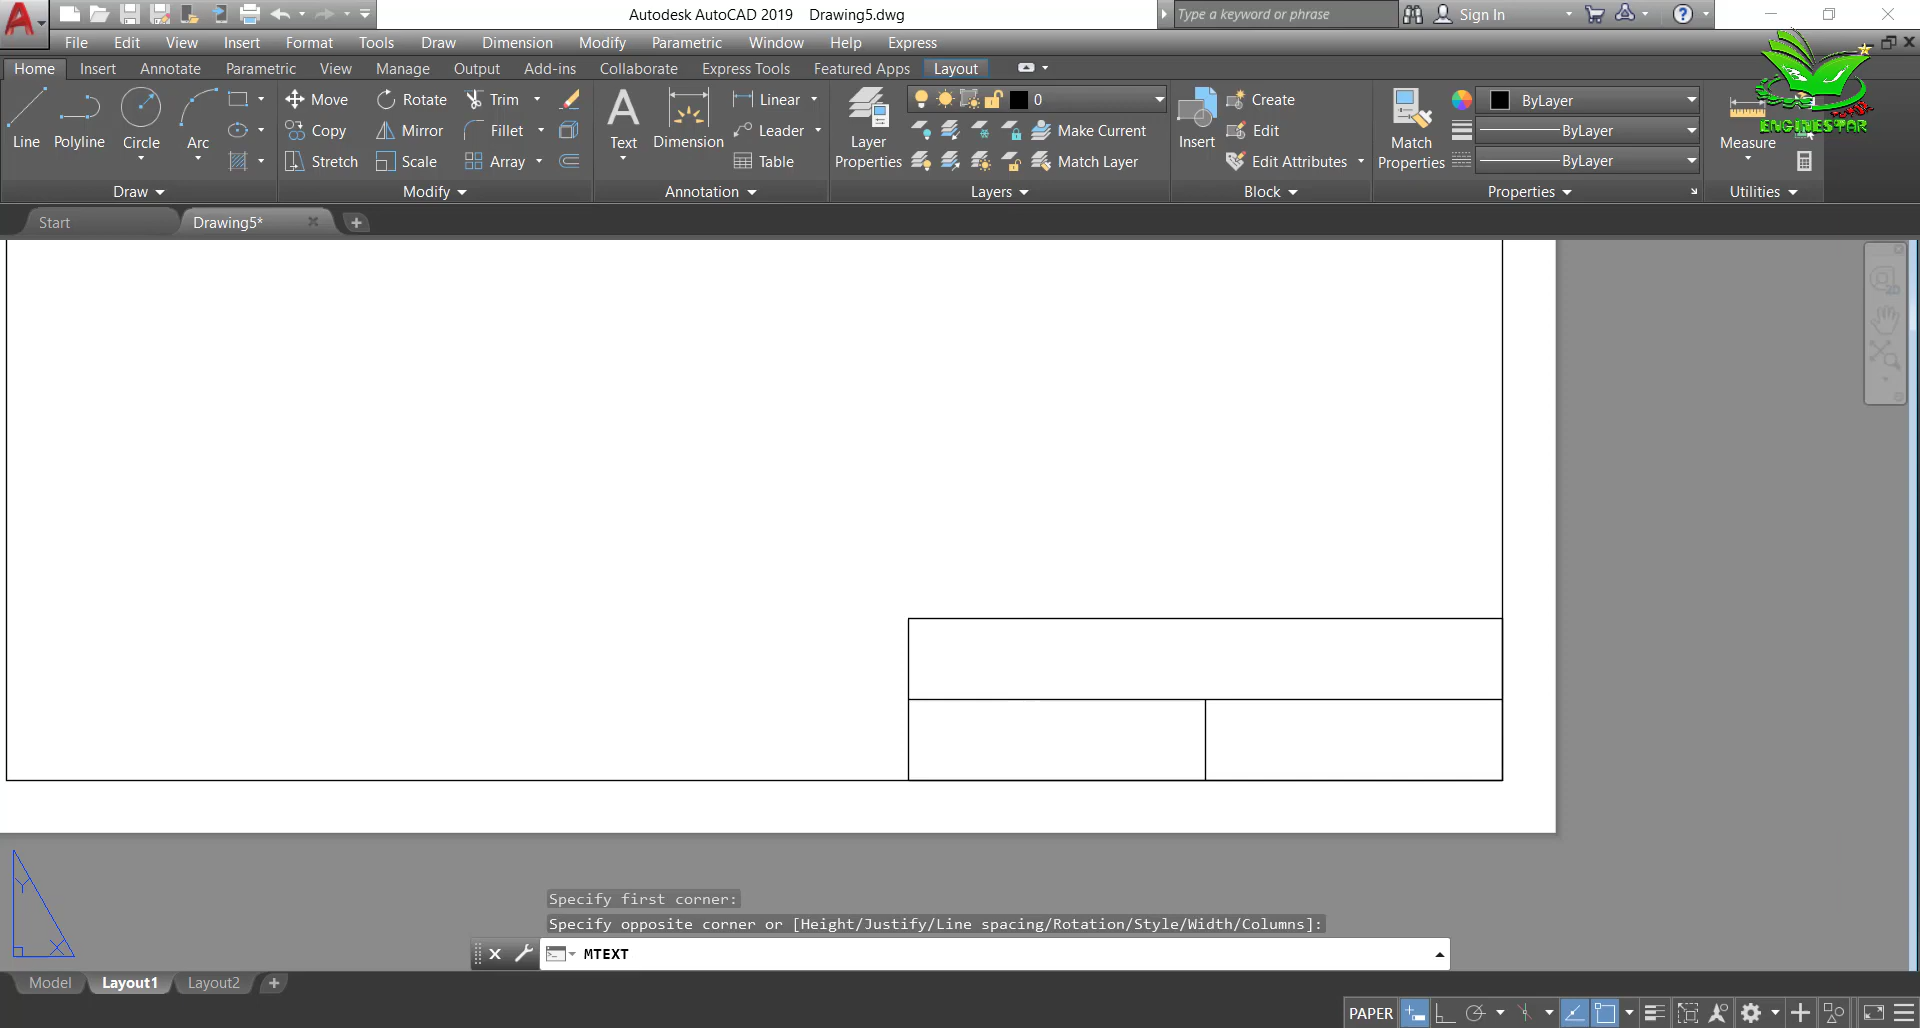 Autodesk AutoCAD 2019 Drawing5.dwg
Type a keyword or phrase
Sign In
File Edit View Insert Format Tools Draw Dimension Modify Parametric Window Help Express
Home Insert Annotate Parametric View Manage Output Add-ins Collaborate Express Tools Featured Apps Layout
Line Polyline Circle Arc
Move Rotate Trim
Copy Mirror Fillet
Stretch Scale Array
Text Dimension
Linear
Leader
Table
Layer Properties
0
Make Current
Match Layer
Insert
Create
Edit
Edit Attributes
Match Properties
ByLayer
ByLayer
ByLayer
Measure
ENGINESTAR
Draw Modify Annotation Layers Block Properties Utilities
Start Drawing5*
2D
Y
X
Specify first corner:
Specify opposite corner or [Height/Justify/Line spacing/Rotation/Style/Width/Columns]:
MTEXT
Model Layout1 Layout2
PAPER